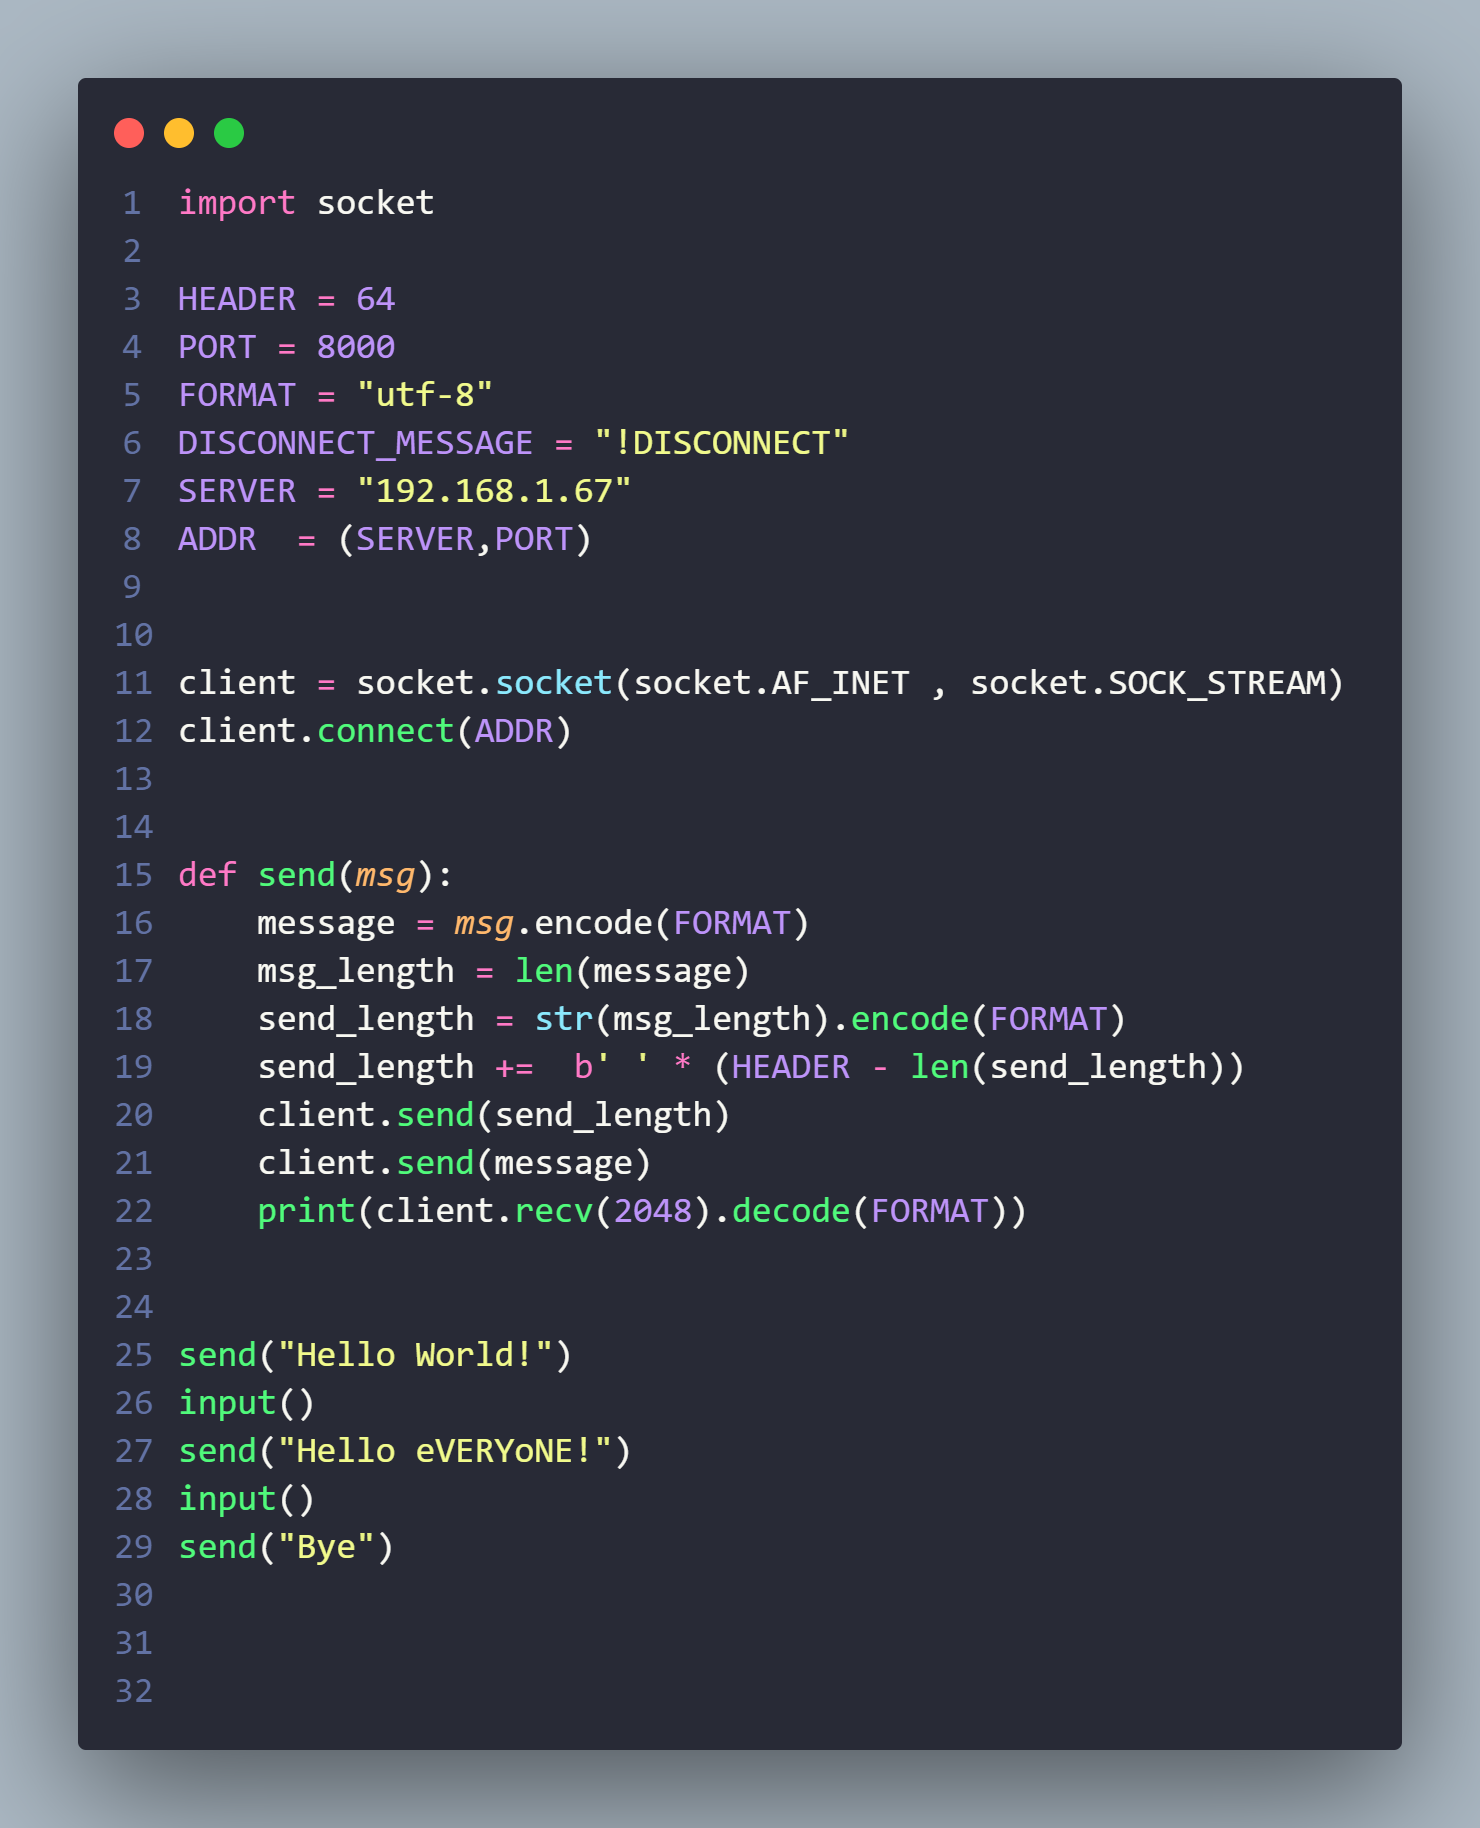 1 import socket
2
3 HEADER = 64
4 PORT = 8000
5 FORMAT = "utf-8"
6 DISCONNECT_MESSAGE = "!DISCONNECT"
7 SERVER = "192.168.1.67"
8 ADDR  = (SERVER,PORT)
9
10
11 client = socket.socket(socket.AF_INET , socket.SOCK_STREAM)
12 client.connect(ADDR)
13
14
15 def send(msg):
16     message = msg.encode(FORMAT)
17     msg_length = len(message)
18     send_length = str(msg_length).encode(FORMAT)
19     send_length +=  b' ' * (HEADER - len(send_length))
20     client.send(send_length)
21     client.send(message)
22     print(client.recv(2048).decode(FORMAT))
23
24
25 send("Hello World!")
26 input()
27 send("Hello eVERYoNE!")
28 input()
29 send("Bye")
30
31
32